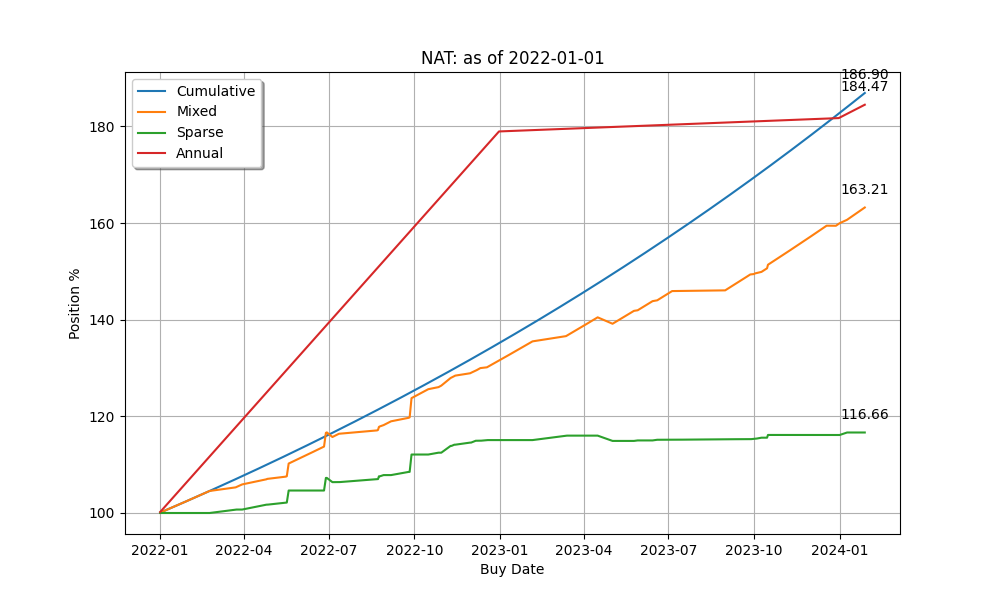 NAT: as of 2022-01-01
186.90
184.47
Cumulative
Mixed
Sparse
Annual
163.21
116.66
180
160
140
120
100
Position %
2022-01 2022-04 2022-07 2022-10 2023-01 2023-04 2023-07 2023-10 2024-01
Buy Date